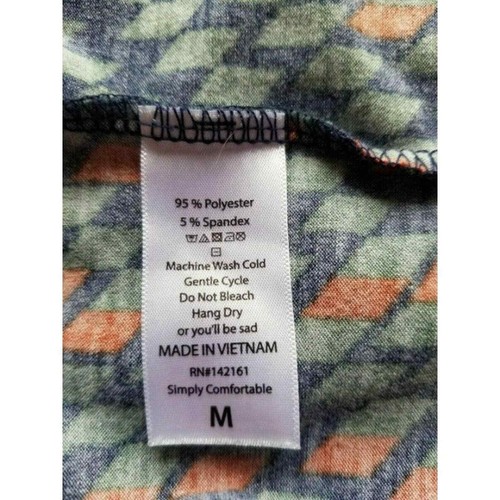 95 % Polyester
5 % Spandex
Machine Wash Cold
Gentle Cycle
Do Not Bleach
Hang Dry
or you'll be sad
MADE IN VIETNAM
RN#142161
Simply Comfortable
M